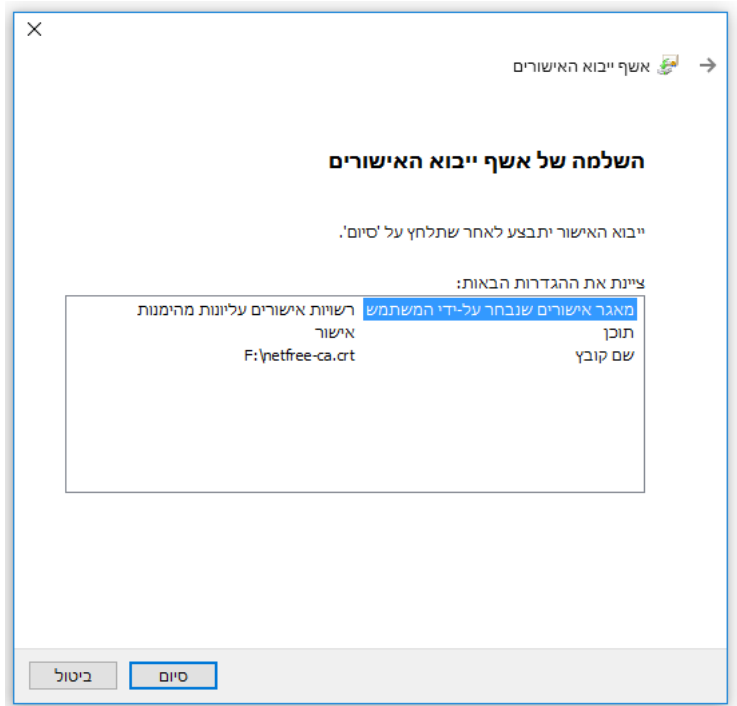 אשף ייבוא האישורים
השלמה של אשף ייבוא האישורים
ייבוא האישור יתבצע לאחר שתלחץ על 'סיום'.
ציינת את ההגדרות הבאות:
מאגר אישורים שנבחר על-ידי המשתמש רשויות אישורים עליונות מהימנות
תוכן אישור
שם קובץ F:\netfree-ca.crt
סיום ביטול